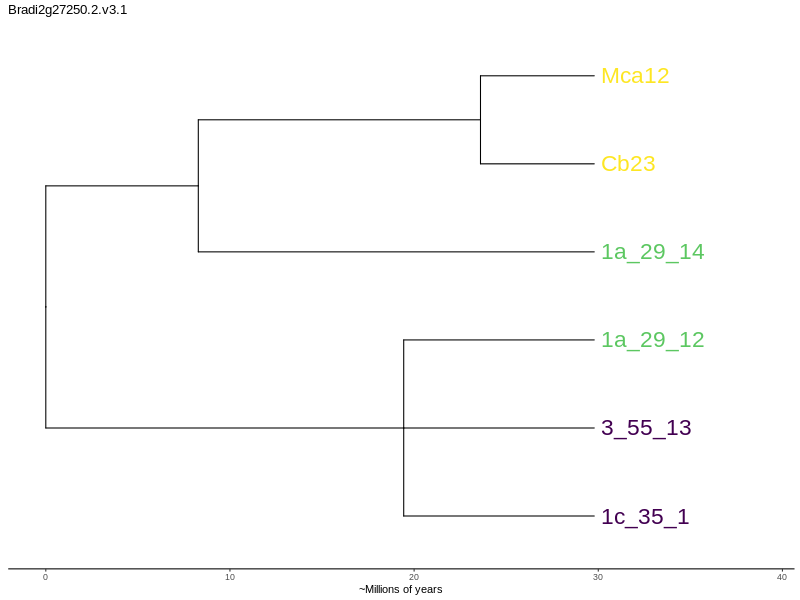 Bradi2g27250.2.v3.1
Mca12
Cb23
1a_29_14
1a_29_12
3_55_13
1c_35_1
0 10 20 30 40
~Millions of years